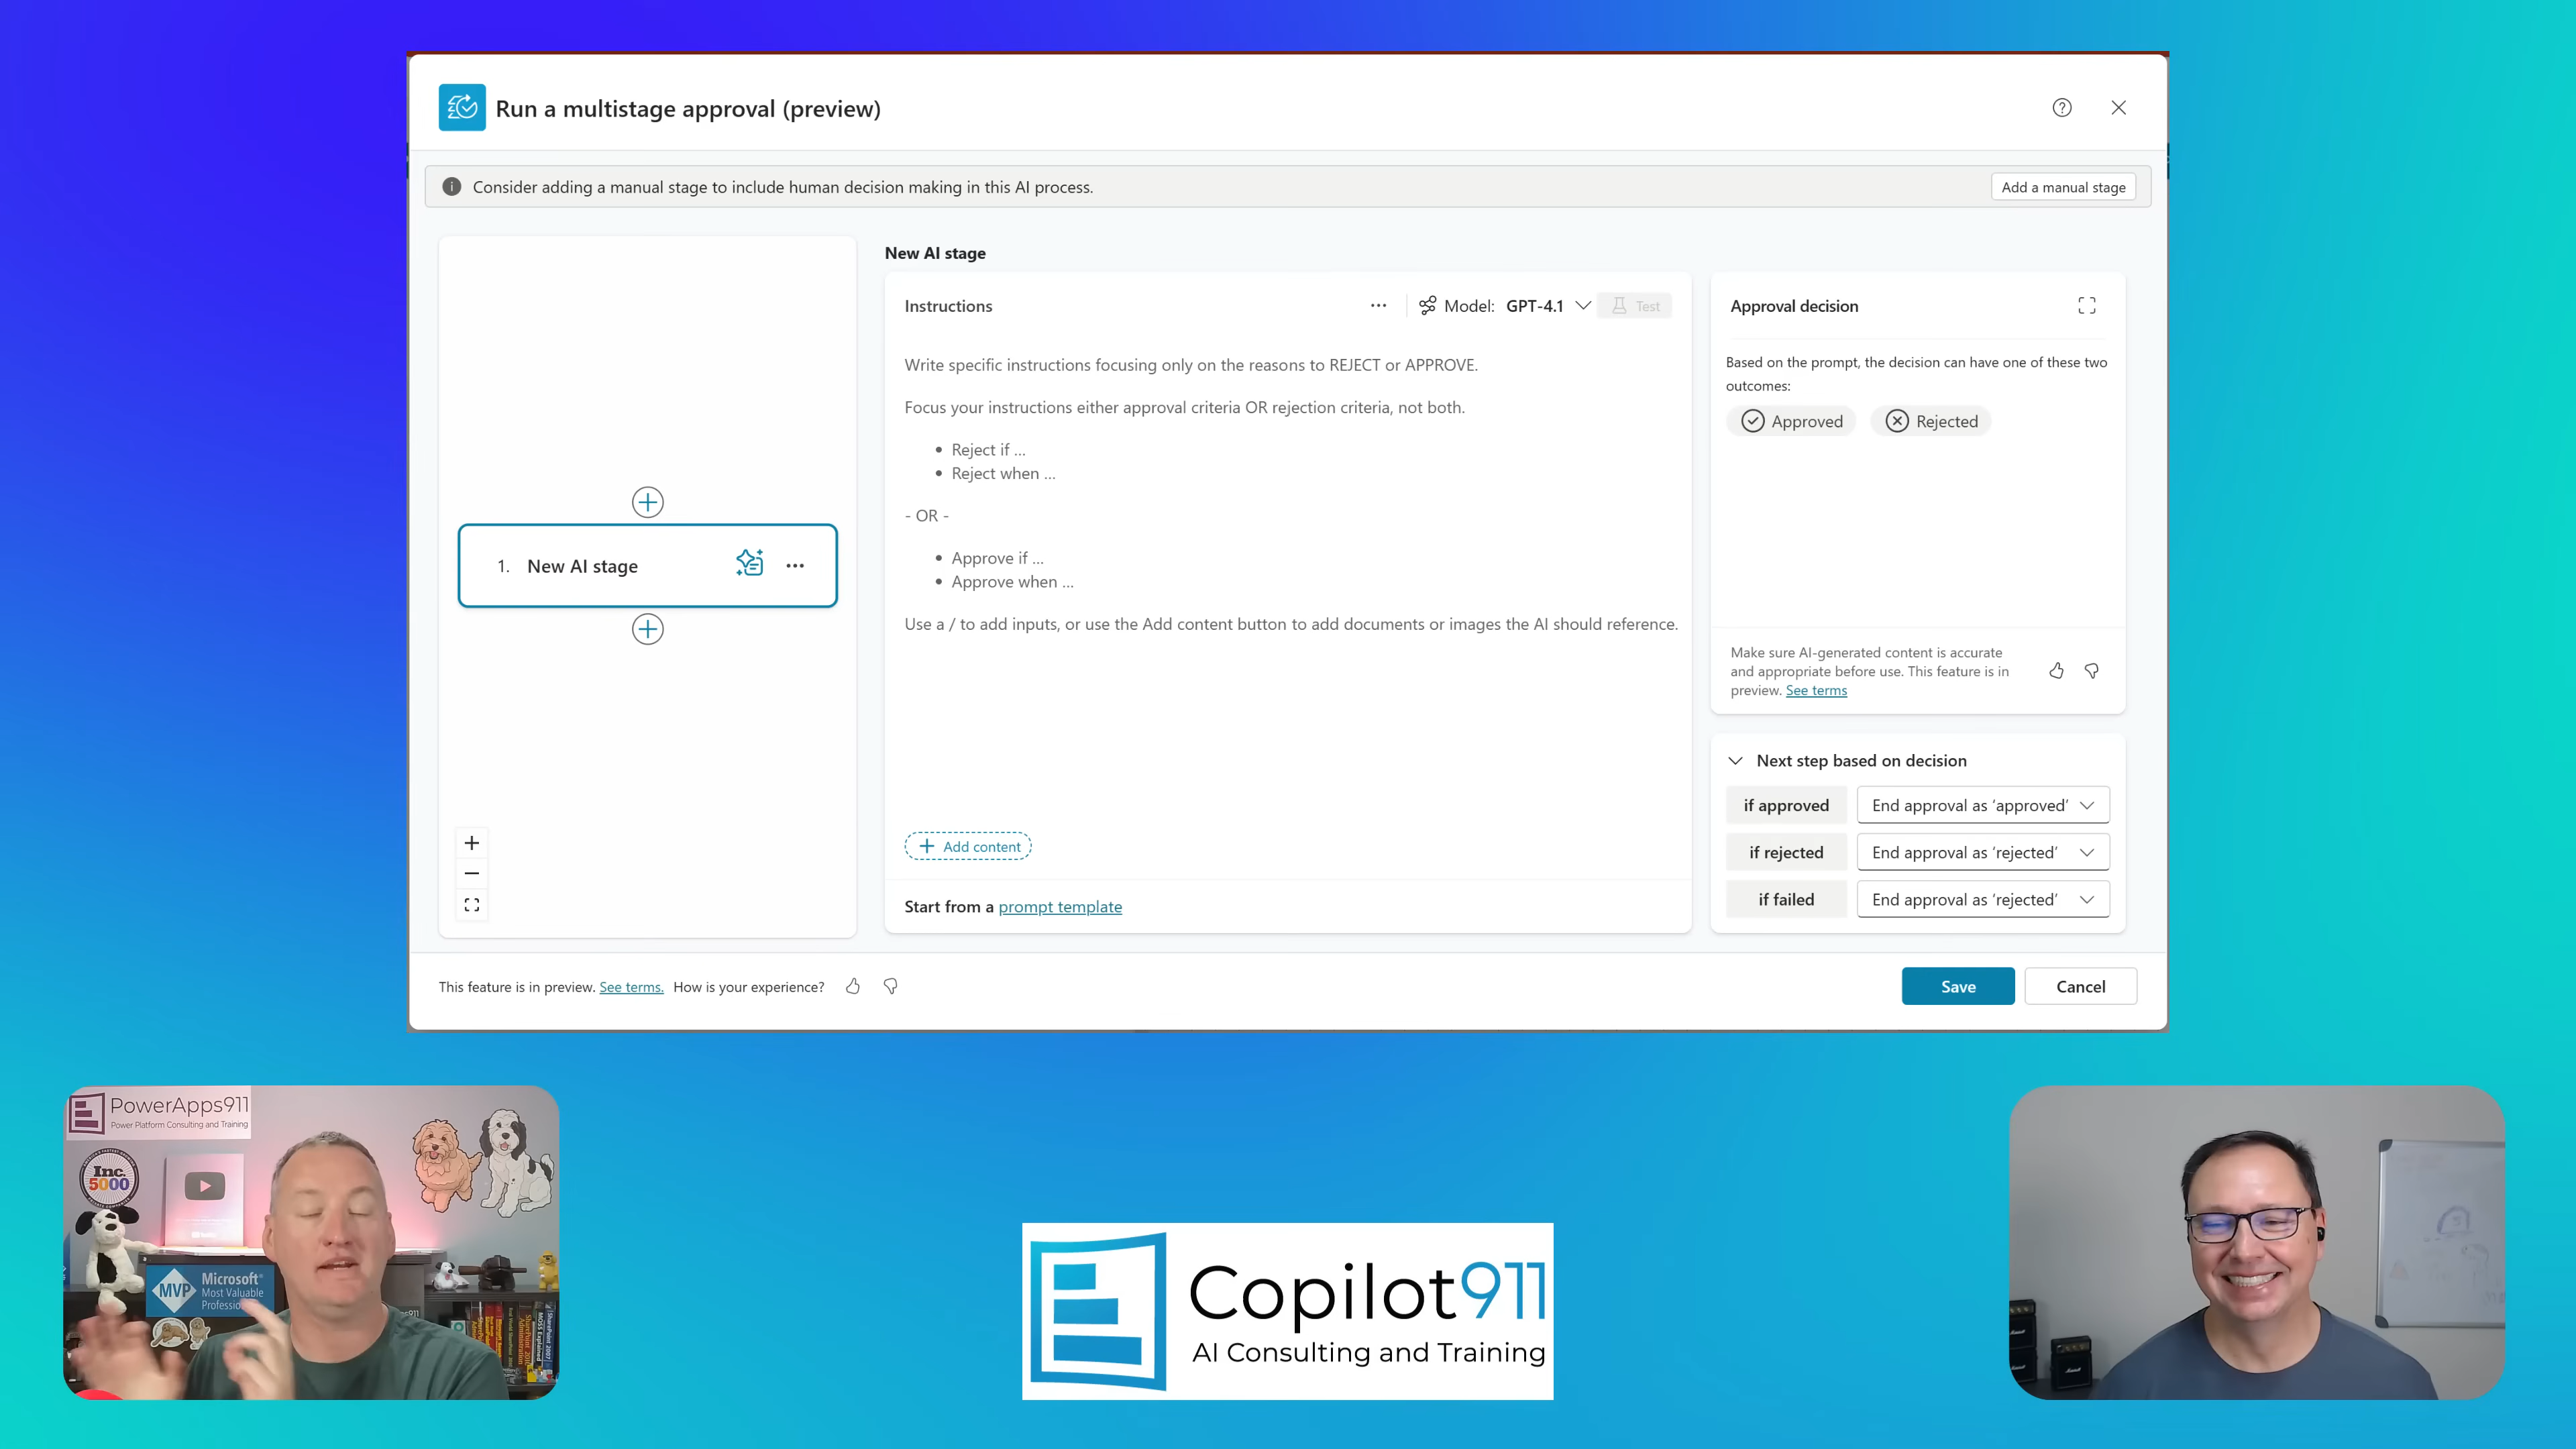 Run a multistage approval (preview)
Consider adding a manual stage to include human decision making in this AI process.
Add a manual stage
1. New AI stage
New AI stage
Instructions
Model: GPT-4.1
Test
Write specific instructions focusing only on the reasons to REJECT or APPROVE.
Focus your instructions either approval criteria OR rejection criteria, not both.
• Reject if ...
• Reject when ...
- OR -
• Approve if ...
• Approve when ...
Use a / to add inputs, or use the Add content button to add documents or images the AI should reference.
Add content
Start from a prompt template
Approval decision
Based on the prompt, the decision can have one of these two
outcomes:
Approved Rejected
Make sure AI-generated content is accurate
and appropriate before use. This feature is in
preview. See terms
Next step based on decision
if approved End approval as ‘approved’
if rejected End approval as ‘rejected’
if failed End approval as ‘rejected’
This feature is in preview. See terms. How is your experience?
Save
Cancel
PowerApps911
Power Platform Consulting and Training
Inc.
5000
MVP
Microsoft®
Most Valuable
Copilot911
AI Consulting and Training